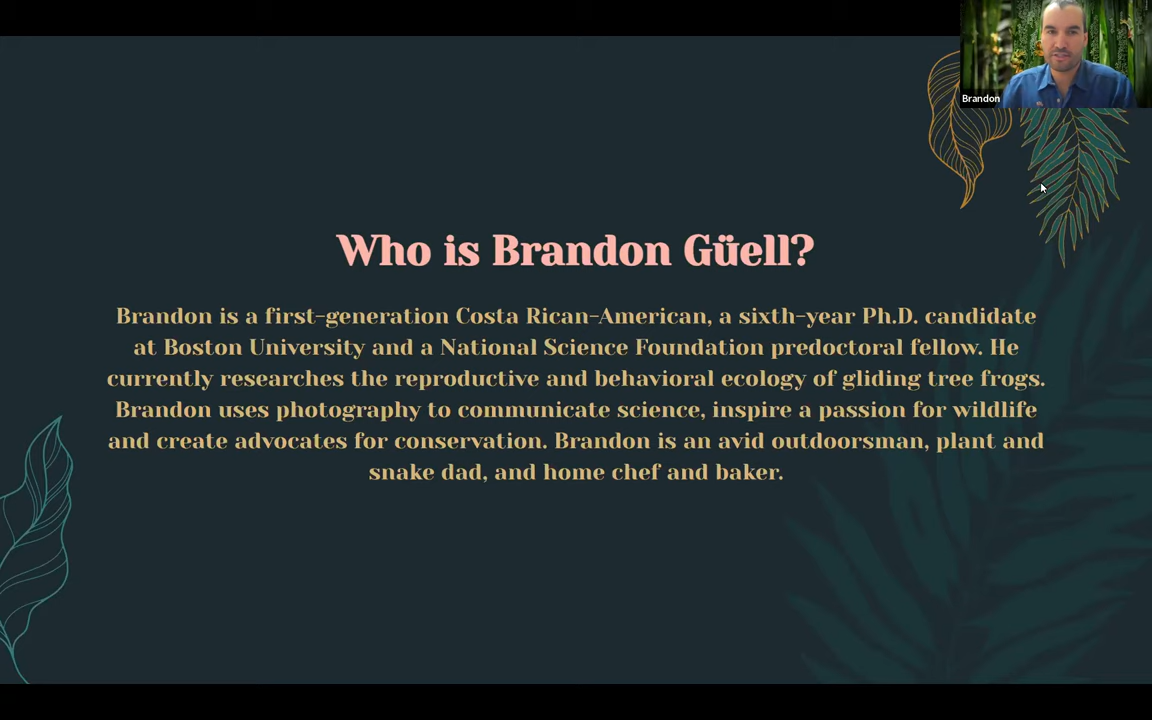 Brandon
Who is Brandon Güell?
Brandon is a first-generation Costa Rican-American, a sixth-year Ph.D. candidate
at Boston University and a National Science Foundation predoctoral fellow. He
currently researches the reproductive and behavioral ecology of gliding tree frogs.
Brandon uses photography to communicate science, inspire a passion for wildlife
and create advocates for conservation. Brandon is an avid outdoorsman, plant and
snake dad, and home chef and baker.